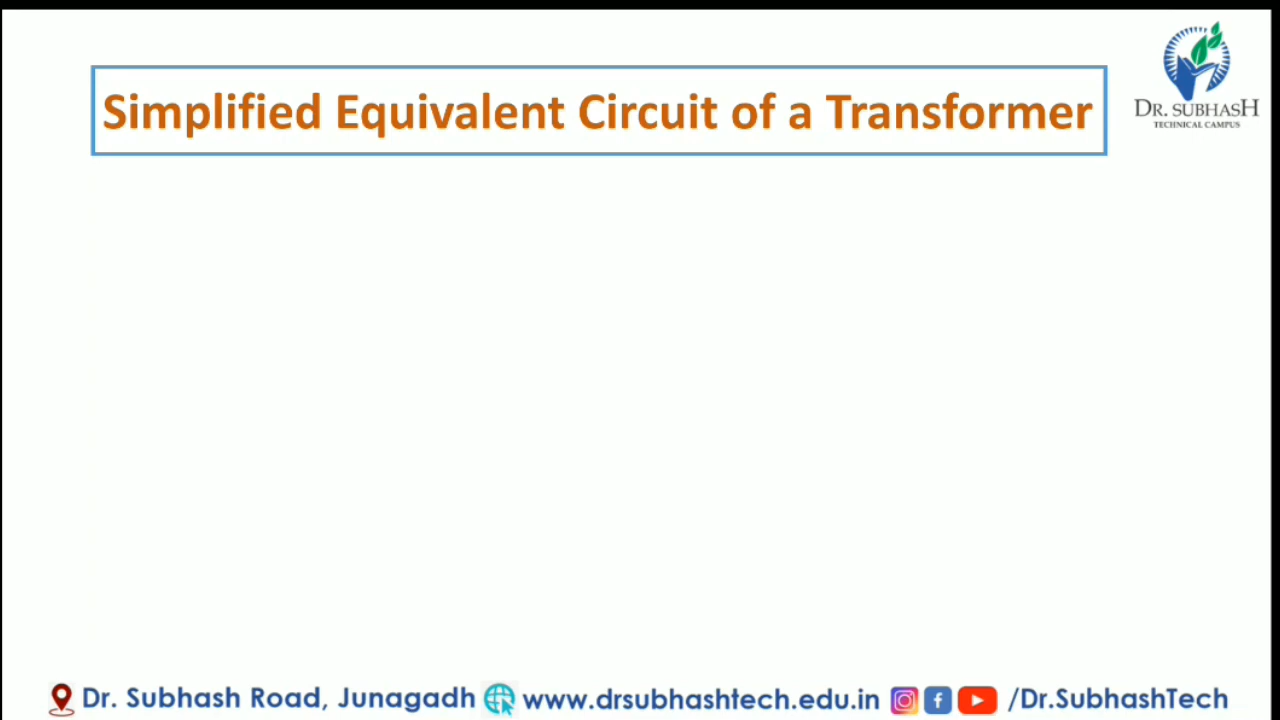 Simplified Equivalent Circuit of a Transformer
DR. SUBHASH
TECHNICAL CAMPUS
Dr. Subhash Road, Junagadh www.drsubhashtech.edu.in /Dr.SubhashTech